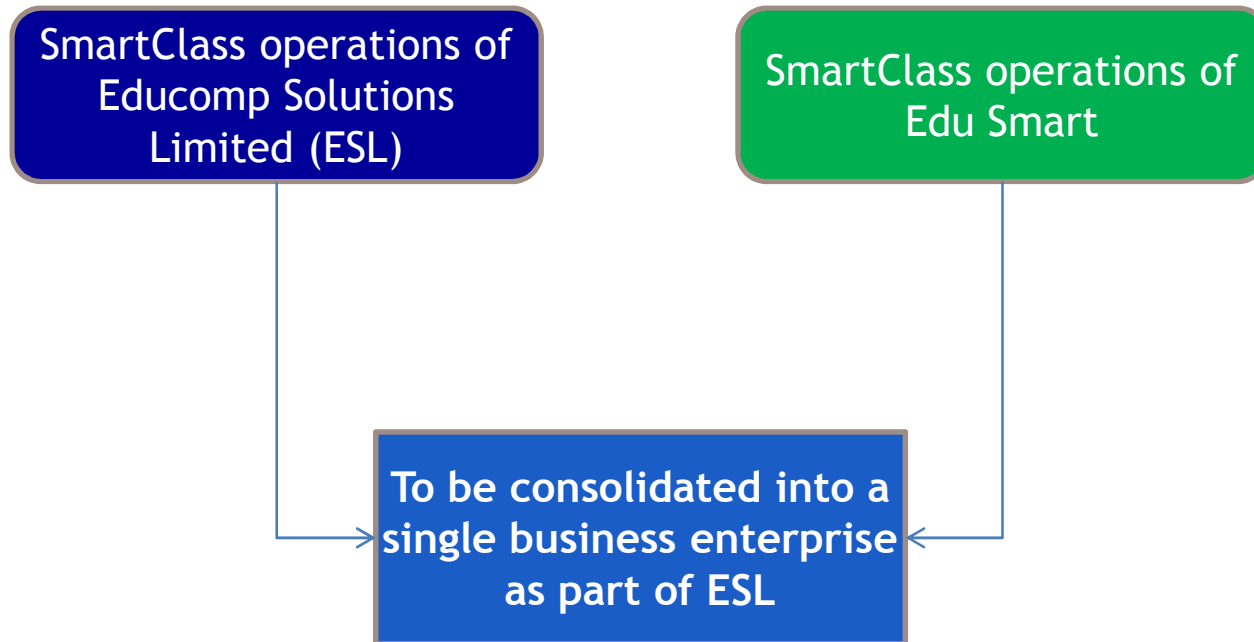 SmartClass operations of
Educomp Solutions
Limited (ESL)
SmartClass operations of
Edu Smart
To be consolidated into a
single business enterprise
as part of ESL